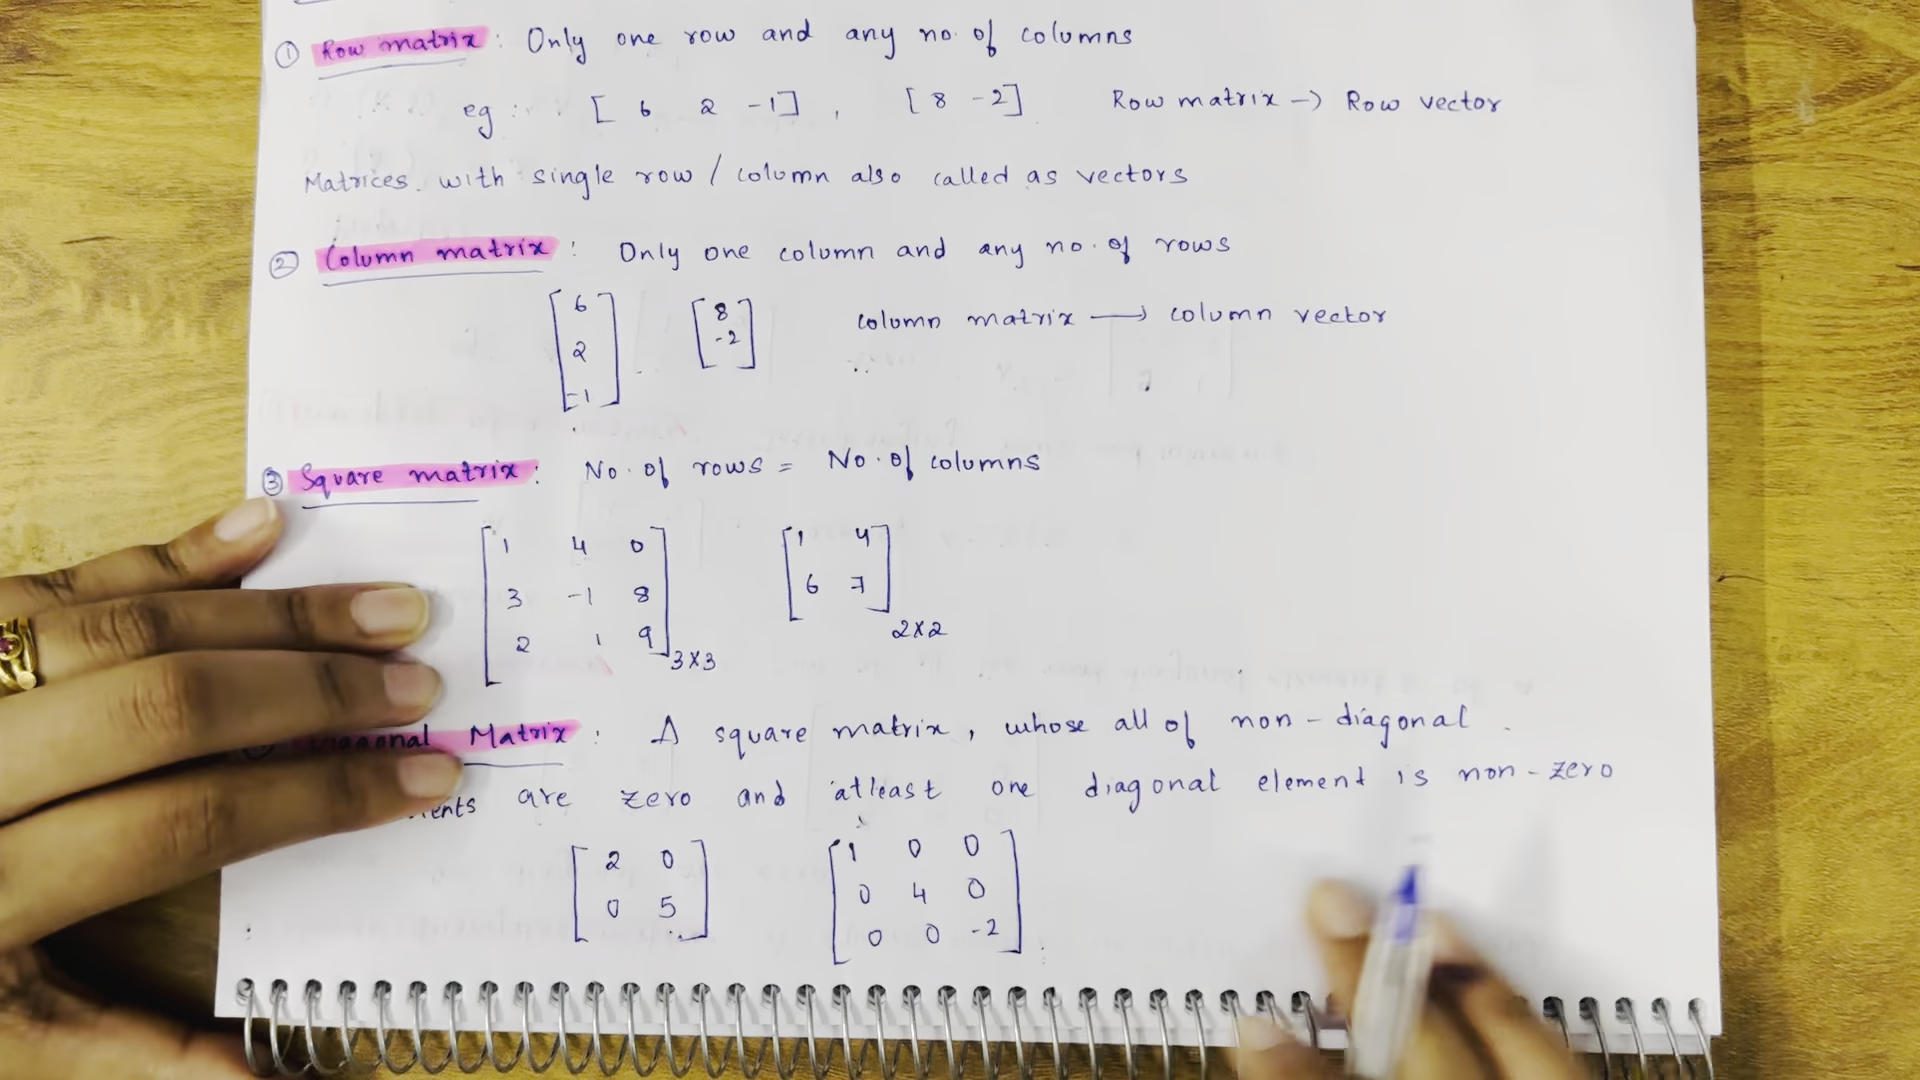 ① Row matrix : Only one row and any no. of columns
eg : [ 6 2 -1 ] , [ 8 -2 ] Row matrix -> Row vector
Matrices with single row / column also called as vectors
② Column matrix : Only one column and any no. of rows
[ 6 [ 8
2 -2 ] column matrix → column vector
-1 ]
③ Square matrix : No. of rows = No. of columns
[ 1 4 0 [ 1 4
3 -1 8 6 7 ] 2x2
2 1 9 ] 3x3
Matrix : A square matrix , whose all of non - diagonal
are zero and atleast one diagonal element is non - zero
[ 2 0 [ 1 0 0
0 5 ] 0 4 0
0 0 -2 ]